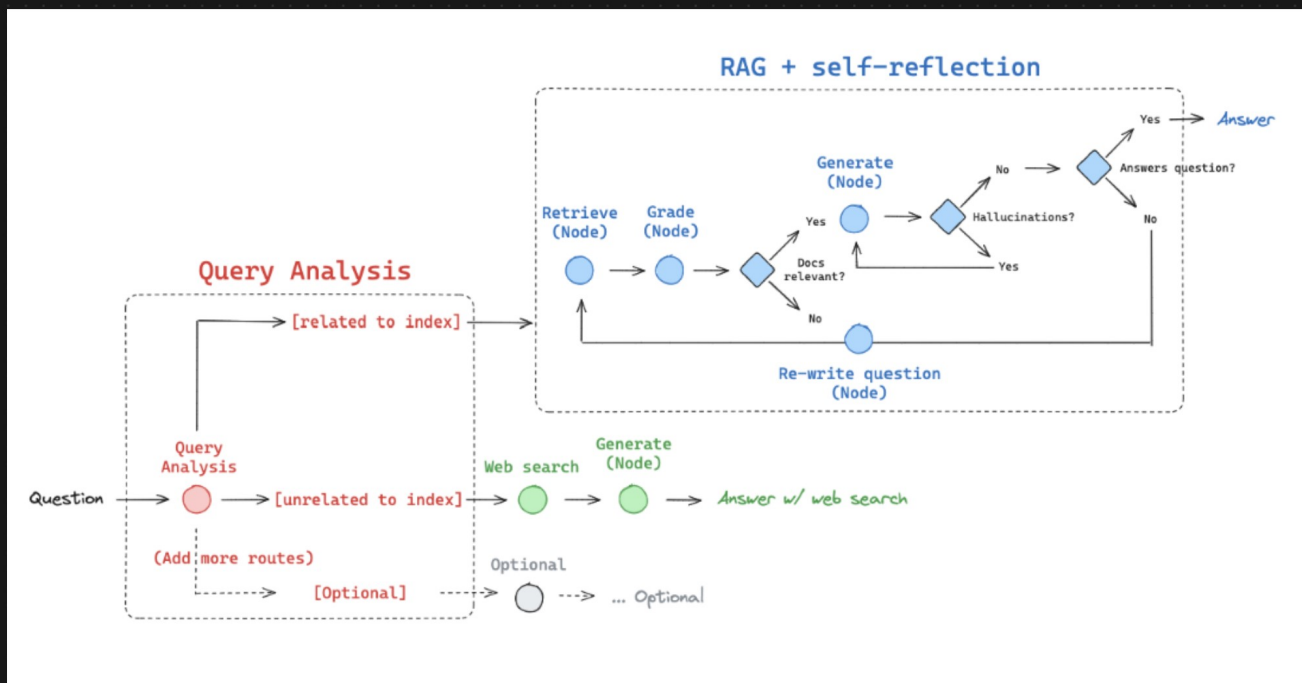 RAG + self-reflection
Yes
Answer
Answers question?
No
Generate
(Node)
No
Hallucinations?
Yes
Retrieve
(Node)
Grade
(Node)
Yes
Docs
relevant?
No
Re-write question
(Node)
Query Analysis
[related to index]
Query
Analysis
Question
[unrelated to index]
Web search
Generate
(Node)
Answer w/ web search
(Add more routes)
[Optional]
Optional
... Optional